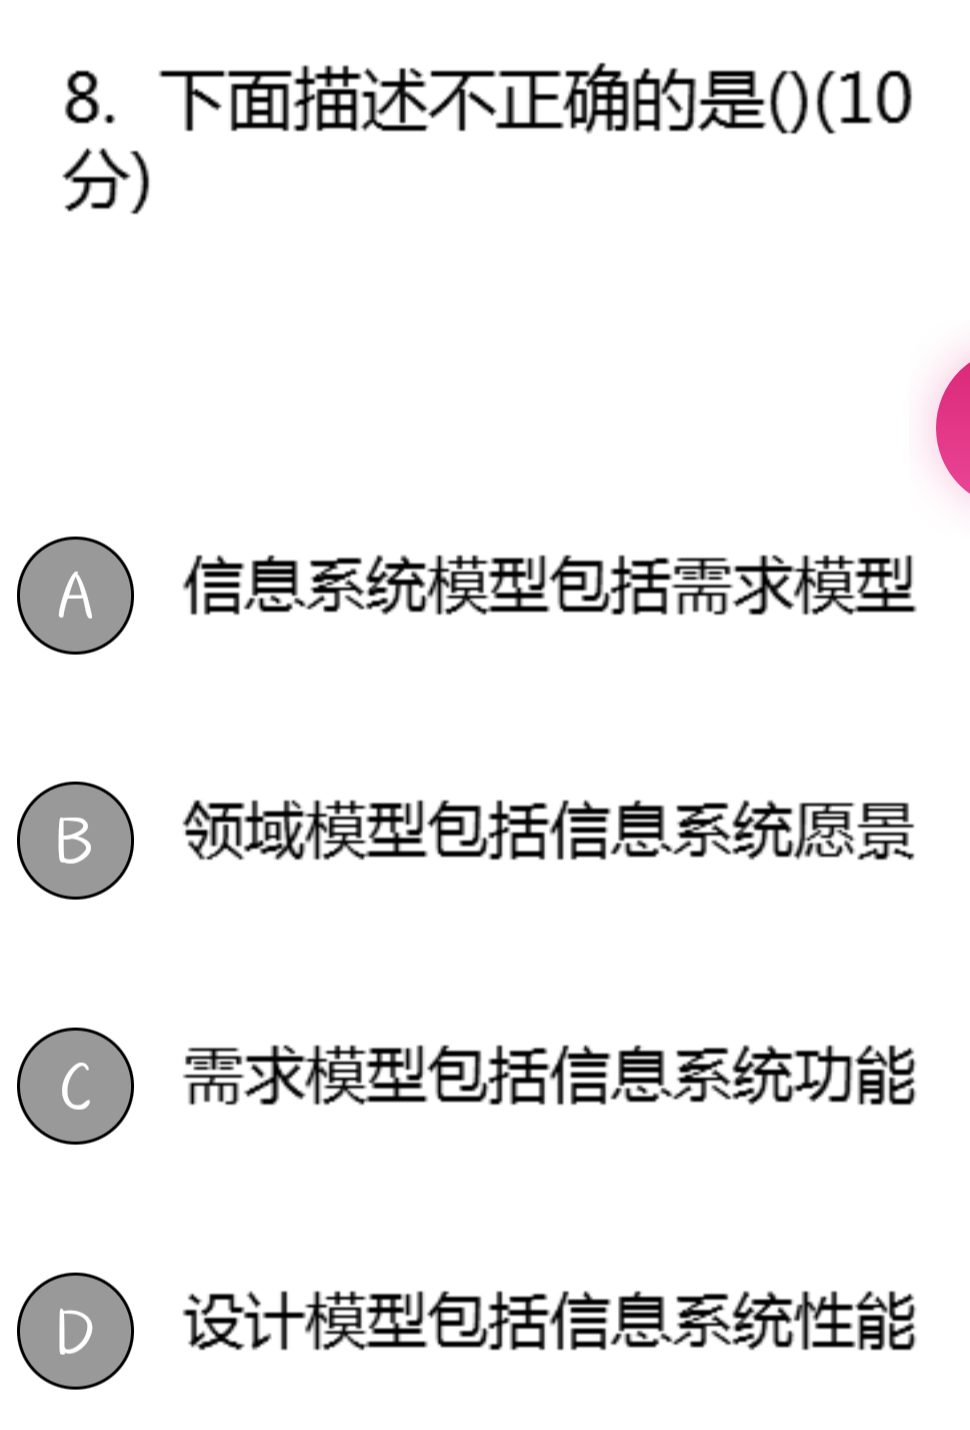 8. 下面描述不正确的是()(10
分)
A 信息系统模型包括需求模型
B 领域模型包括信息系统愿景
C 需求模型包括信息系统功能
D 设计模型包括信息系统性能